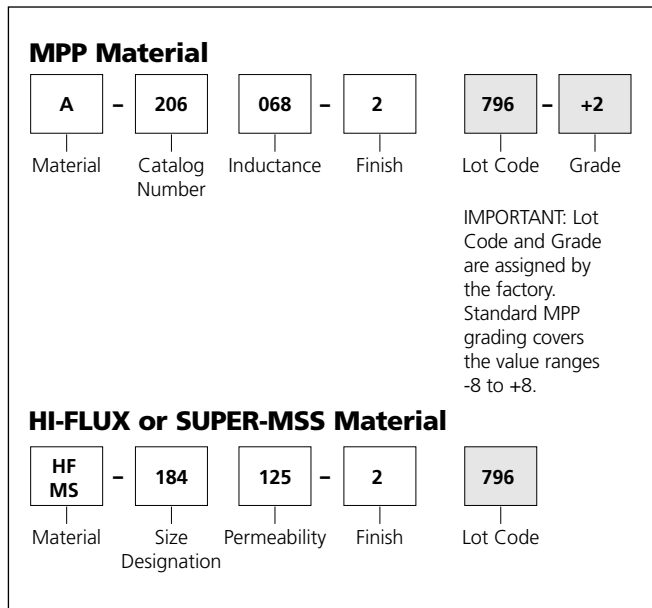 MPP Material
A – 206 068 – 2 796 – +2
Material Catalog Number Inductance Finish Lot Code Grade
IMPORTANT: Lot
Code and Grade
are assigned by
the factory.
Standard MPP
grading covers
the value ranges
-8 to +8.
HI-FLUX or SUPER-MSS Material
HF
MS – 184 125 – 2 796
Material Size Designation Permeability Finish Lot Code